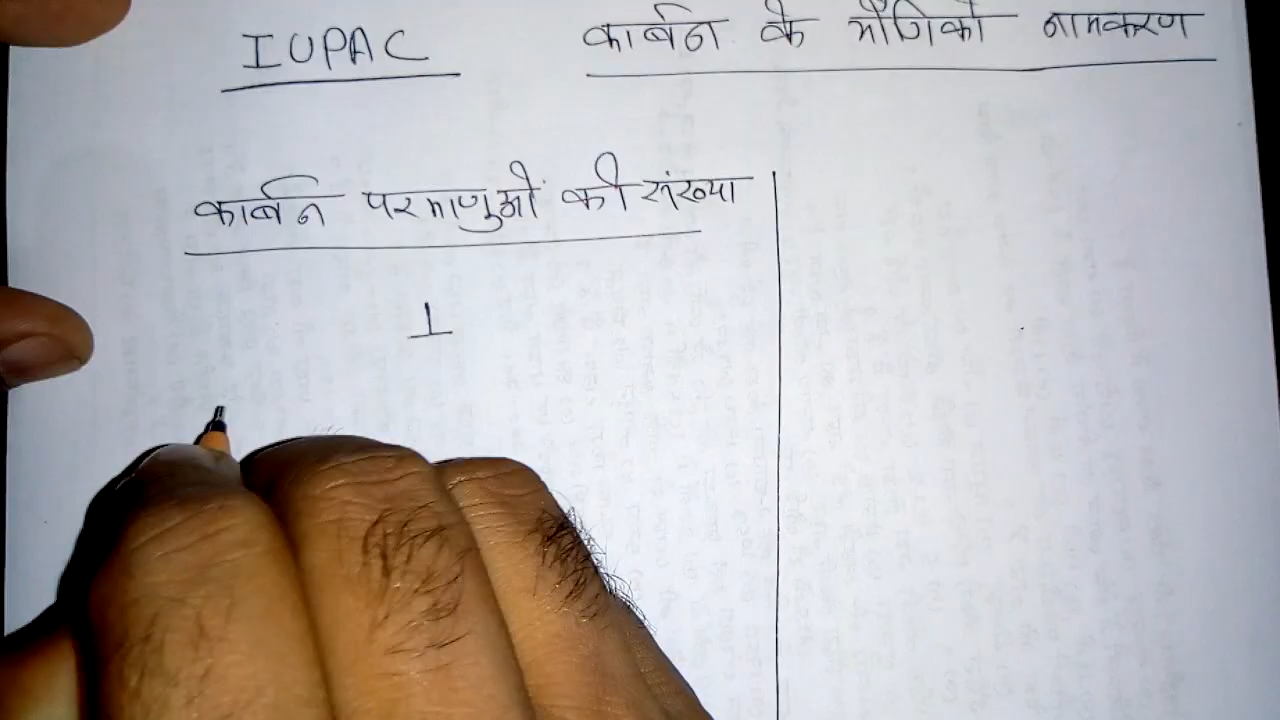 IUPAC कार्बन के यौगिको नामकरण
कार्बन परमाणुओं की संख्या
1